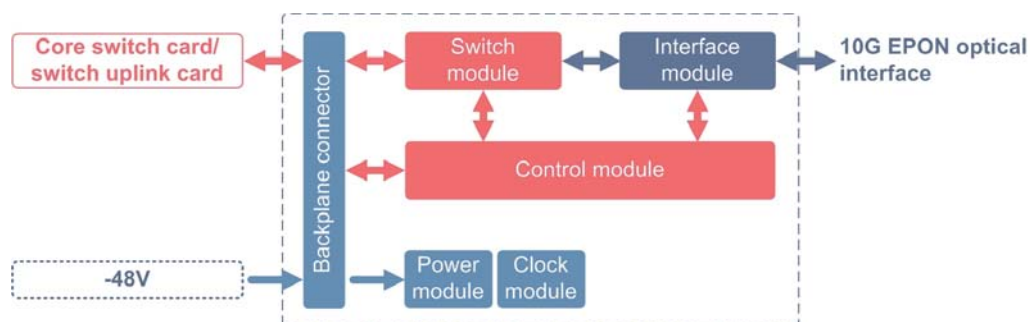 Core switch card/
switch uplink card
Backplane connector
Switch
module
Interface
module
10G EPON optical
interface
Control module
-48V
Power
module
Clock
module